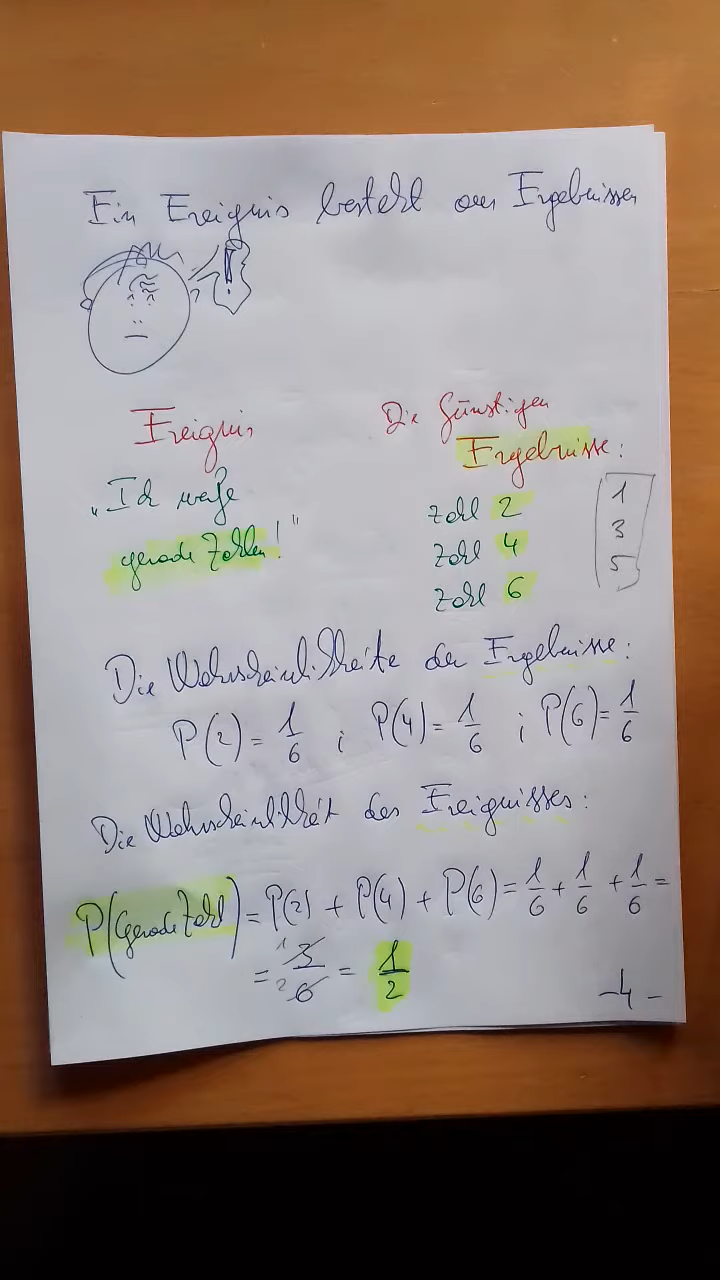 Ein Ereignis besteht aus Ergebnissen
!
Ereignis
Die Günstigen
Ergebnisse:
„Ich werfe
gerade Zahlen!"
Zahl 2
Zahl 4
Zahl 6
1
3
5
Die Wahrscheinlichkeite der Ergebnisse:
P(2) = 1/6 ; P(4) = 1/6 ; P(6) = 1/6
Die Wahrscheinlichkeit des Ereignisses:
P(Gerade Zahl) = P(2) + P(4) + P(6) = 1/6 + 1/6 + 1/6 =
= 3/6 = 1/2
- 4 -